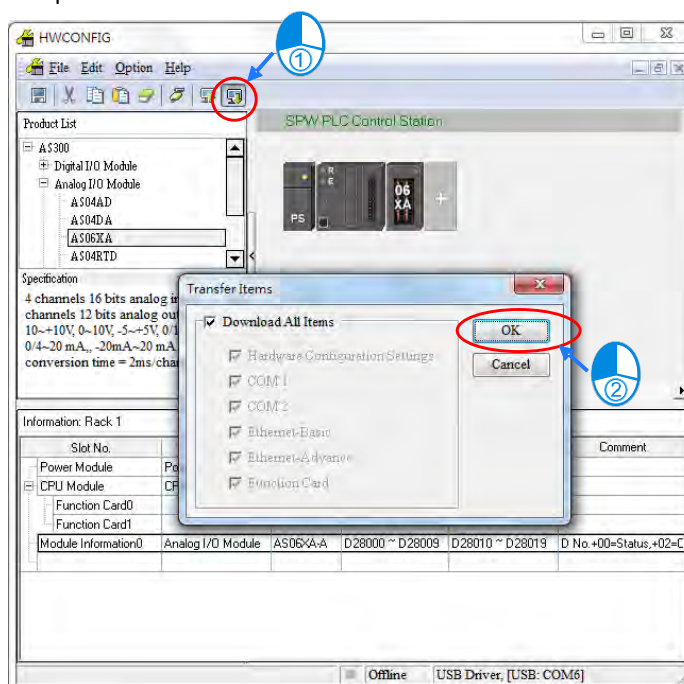 HWCONFIG
①
File Edit Option Help
Product List
SPW-PLC Control Station
AS300
Digital I/O Module
Analog I/O Module
AS04AD
AS04DA
AS06XA
AS04RTD
R
E
PS
06
XA
+
Specification
4 channels 16 bits analog in
channels 12 bits analog out
10~+10V, 0~10V, -5~+5V, 0/1
0/4~20 mA,, -20mA~20 mA
conversion time = 2ms/chan
Transfer Items
Download All Items
OK
Hardware Configuration Settings
Cancel
COM 1
②
COM 2
Ethernet-Basic
Ethernet-Advance
Function Card
Information: Rack 1
Slot No.
Comment
Power Module
Po
CPU Module
CP
Function Card0
Function Card1
Module Information0 Analog I/O Module AS06XA-A D28000 ~ D28009 D28010 ~ D28019 D No.+00=Status,+02=C
Offline USB Driver, [USB: COM6]